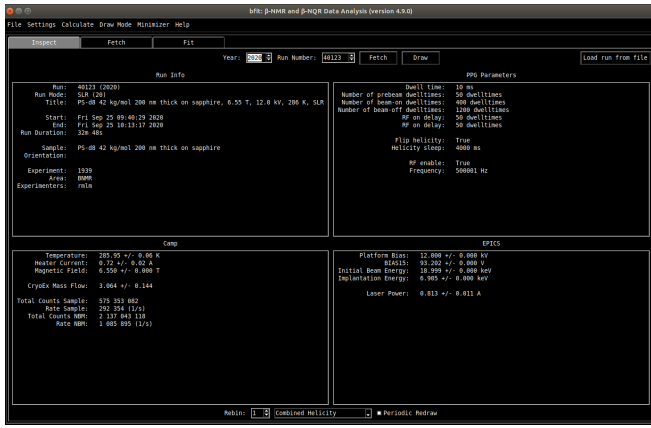 bfit: β-NMR and β-NQR Data Analysis (version 4.9.0)
File Settings Calculate Draw Mode Minimizer Help
Inspect Fetch Fit
Year: 2020 Run Number: 40123 Fetch Draw Load run from file
Run Info
Run: 40123 (2020)
Run Mode: SLR (20)
Title: PS-d8 42 kg/mol 200 nm thick on sapphire, 6.55 T, 12.0 kV, 286 K, SLR
Start: Fri Sep 25 09:40:29 2020
End: Fri Sep 25 10:13:17 2020
Run Duration: 32m 48s
Sample: PS-d8 42 kg/mol 200 nm thick on sapphire
Orientation:
Experiment: 1939
Area: BNMR
Experimenters: rmlm
PPG Parameters
Dwell time: 10 ms
Number of prebeam dwelltimes: 50 dwelltimes
Number of beam-on dwelltimes: 400 dwelltimes
Number of beam-off dwelltimes: 1200 dwelltimes
RF on delay: 50 dwelltimes
RF on delay: 50 dwelltimes
Flip helicity: True
Helicity sleep: 4000 ms
RF enable: True
Frequency: 500001 Hz
Camp
Temperature: 285.95 +/- 0.06 K
Heater Current: 0.72 +/- 0.02 A
Magnetic Field: 6.550 +/- 0.000 T
CryoEx Mass Flow: 3.064 +/- 0.144
Total Counts Sample: 575 353 882
Rate Sample: 292 354 (1/s)
Total Counts NBM: 2 137 043 118
Rate NBM: 1 085 895 (1/s)
EPICS
Platform Bias: 12.000 +/- 0.000 kV
BIAS15: 93.202 +/- 0.000 V
Initial Beam Energy: 18.999 +/- 0.000 keV
Implantation Energy: 6.905 +/- 0.000 keV
Laser Power: 0.813 +/- 0.011 A
Rebin: 1 Combined Helicity Periodic Redraw